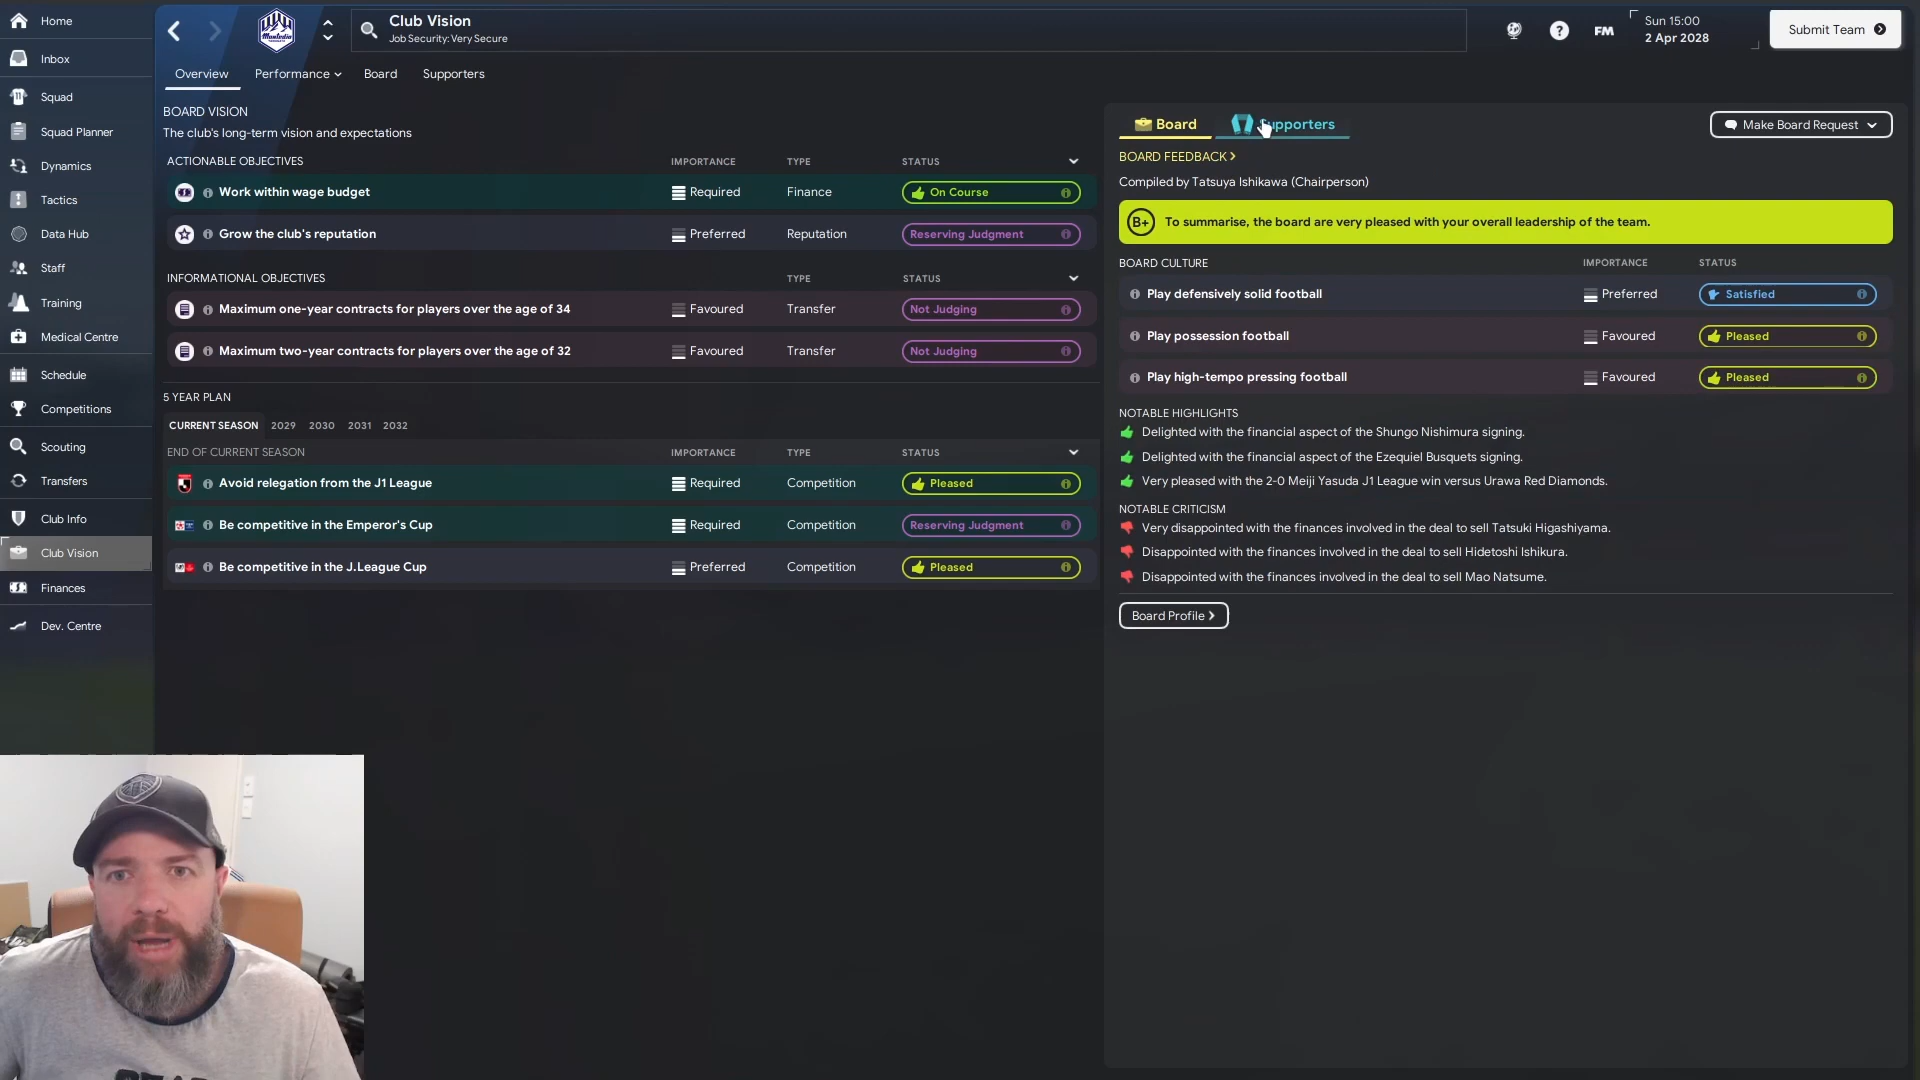 Home
Inbox
Squad
Squad Planner
Dynamics
Tactics
Data Hub
Staff
Training
Medical Centre
Schedule
Competitions
Scouting
Transfers
Club Info
Club Vision
Finances
Dev. Centre
Club Vision
Job Security: Very Secure
FM
Sun 15:00
2 Apr 2028
Submit Team
Overview Performance Board Supporters
BOARD VISION
The club's long-term vision and expectations
ACTIONABLE OBJECTIVES IMPORTANCE TYPE STATUS
Work within wage budget Required Finance On Course
Grow the club's reputation Preferred Reputation Reserving Judgment
INFORMATIONAL OBJECTIVES TYPE STATUS
Maximum one-year contracts for players over the age of 34 Favoured Transfer Not Judging
Maximum two-year contracts for players over the age of 32 Favoured Transfer Not Judging
5 YEAR PLAN
CURRENT SEASON 2029 2030 2031 2032
END OF CURRENT SEASON IMPORTANCE TYPE STATUS
Avoid relegation from the J1 League Required Competition Pleased
Be competitive in the Emperor's Cup Required Competition Reserving Judgment
Be competitive in the J.League Cup Preferred Competition Pleased
Board Supporters
Make Board Request
BOARD FEEDBACK
Compiled by Tatsuya Ishikawa (Chairperson)
B+ To summarise, the board are very pleased with your overall leadership of the team.
BOARD CULTURE IMPORTANCE STATUS
Play defensively solid football Preferred Satisfied
Play possession football Favoured Pleased
Play high-tempo pressing football Favoured Pleased
NOTABLE HIGHLIGHTS
Delighted with the financial aspect of the Shungo Nishimura signing.
Delighted with the financial aspect of the Ezequiel Busquets signing.
Very pleased with the 2-0 Meiji Yasuda J1 League win versus Urawa Red Diamonds.
NOTABLE CRITICISM
Very disappointed with the finances involved in the deal to sell Tatsuki Higashiyama.
Disappointed with the finances involved in the deal to sell Hidetoshi Ishikura.
Disappointed with the finances involved in the deal to sell Mao Natsume.
Board Profile